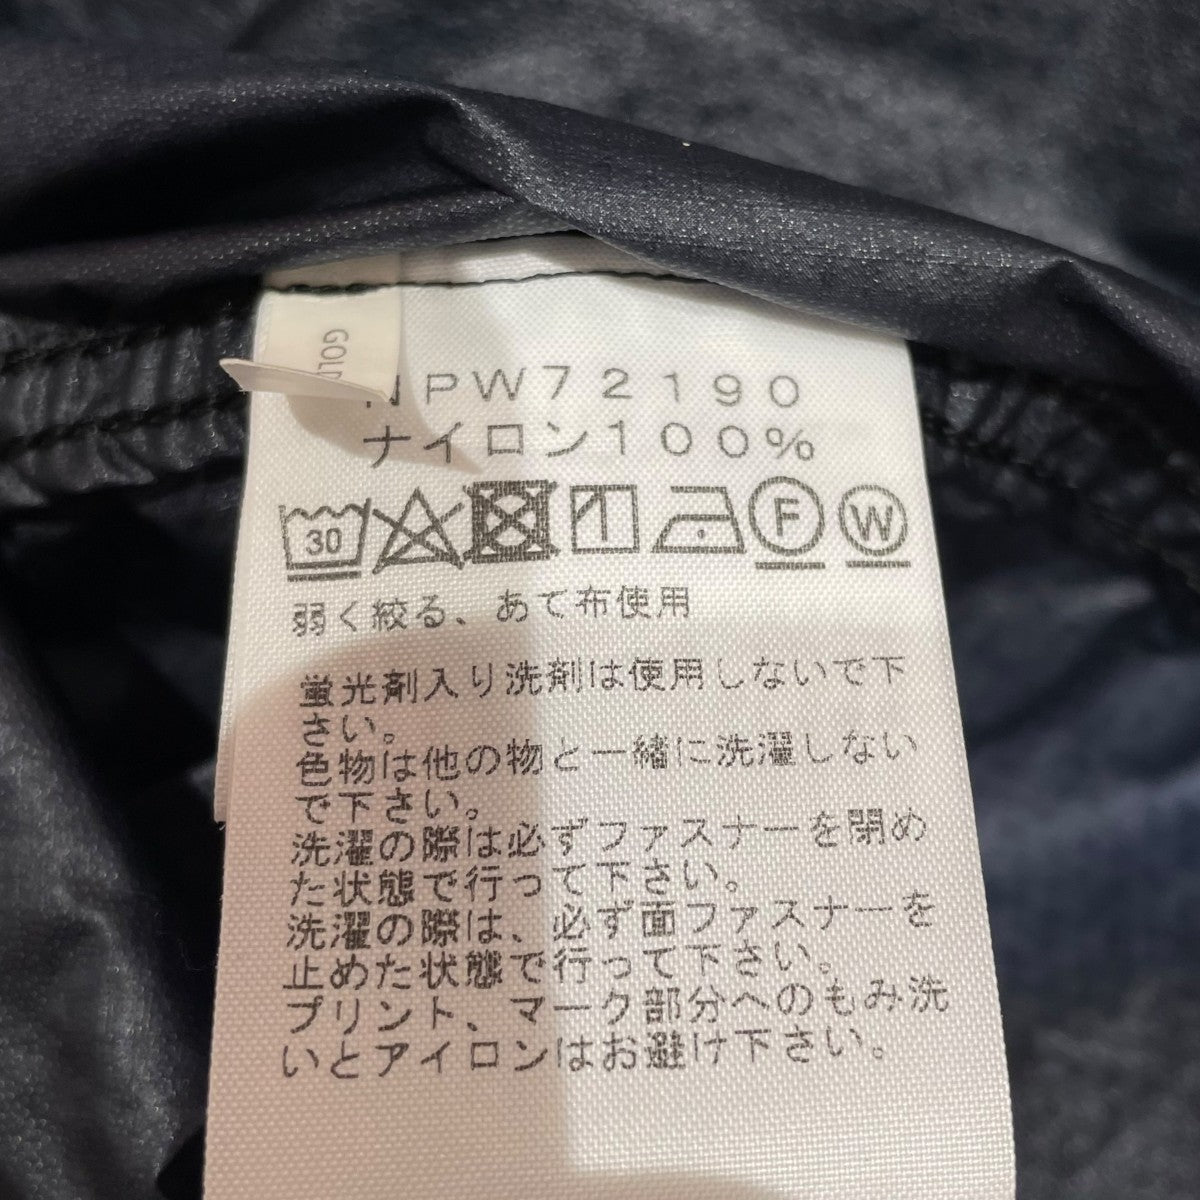 GOLD
NPW72190
ナイロン100%
30 F W
弱く絞る、あて布使用
蛍光剤入り洗剤は使用しないで下
さい。
色物は他の物と一緒に洗濯しない
で下さい。
洗濯の際は必ずファスナーを閉め
た状態で行って下さい。
洗濯の際は、必ず面ファスナーを
止めた状態で行って下さい。
プリント、マーク部分へのもみ洗
いとアイロンはお避け下さい。